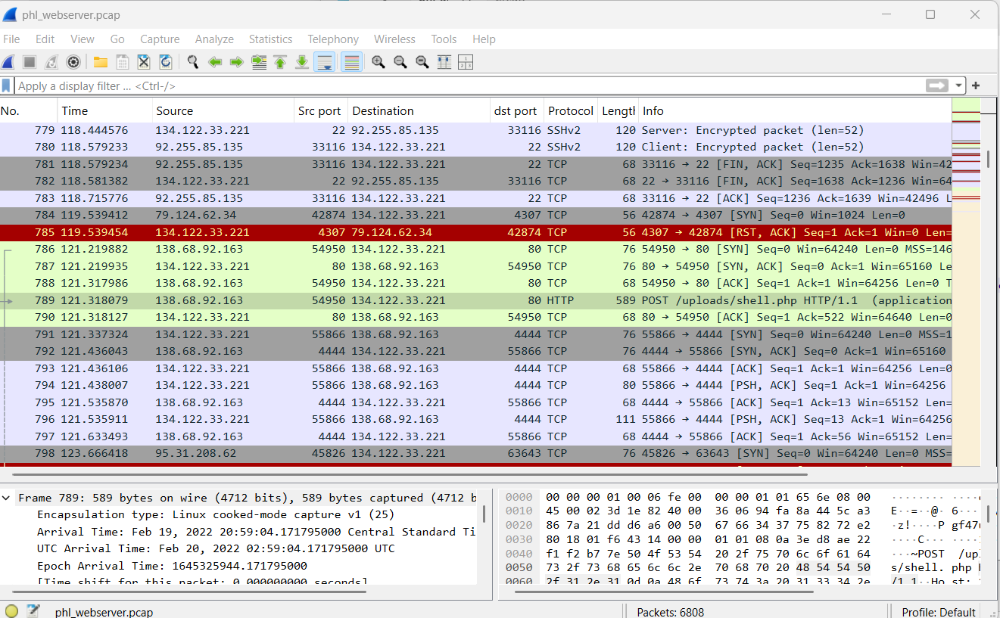 phl_webserver.pcap
File Edit View Go Capture Analyze Statistics Telephony Wireless Tools Help
Apply a display filter ... <Ctrl-/>
No. Time Source Src port Destination dst port Protocol Length Info
779 118.444576 134.122.33.221 22 92.255.85.135 33116 SSHv2 120 Server: Encrypted packet (len=52)
780 118.579233 92.255.85.135 33116 134.122.33.221 22 SSHv2 120 Client: Encrypted packet (len=52)
781 118.579234 92.255.85.135 33116 134.122.33.221 22 TCP 68 33116 → 22 [FIN, ACK] Seq=1235 Ack=1638 Win=42
782 118.581382 134.122.33.221 22 92.255.85.135 33116 TCP 68 22 → 33116 [FIN, ACK] Seq=1638 Ack=1236 Win=64
783 118.715776 92.255.85.135 33116 134.122.33.221 22 TCP 68 33116 → 22 [ACK] Seq=1236 Ack=1639 Win=42496 L
784 119.539412 79.124.62.34 42874 134.122.33.221 4307 TCP 56 42874 → 4307 [SYN] Seq=0 Win=1024 Len=0
785 119.539454 134.122.33.221 4307 79.124.62.34 42874 TCP 56 4307 → 42874 [RST, ACK] Seq=1 Ack=1 Win=0 Len=
786 121.219882 138.68.92.163 54950 134.122.33.221 80 TCP 76 54950 → 80 [SYN] Seq=0 Win=64240 Len=0 MSS=146
787 121.219935 134.122.33.221 80 138.68.92.163 54950 TCP 76 80 → 54950 [SYN, ACK] Seq=0 Ack=1 Win=65160 Le
788 121.317986 138.68.92.163 54950 134.122.33.221 80 TCP 68 54950 → 80 [ACK] Seq=1 Ack=1 Win=64256 Len=0 T
789 121.318079 138.68.92.163 54950 134.122.33.221 80 HTTP 589 POST /uploads/shell.php HTTP/1.1 (application
790 121.318127 134.122.33.221 80 138.68.92.163 54950 TCP 68 80 → 54950 [ACK] Seq=1 Ack=522 Win=64640 Len=0
791 121.337324 134.122.33.221 55866 138.68.92.163 4444 TCP 76 55866 → 4444 [SYN] Seq=0 Win=64240 Len=0 MSS=1
792 121.436043 138.68.92.163 4444 134.122.33.221 55866 TCP 76 4444 → 55866 [SYN, ACK] Seq=0 Ack=1 Win=65160
793 121.436106 134.122.33.221 55866 138.68.92.163 4444 TCP 68 55866 → 4444 [ACK] Seq=1 Ack=1 Win=64256 Len=0
794 121.438007 134.122.33.221 55866 138.68.92.163 4444 TCP 80 55866 → 4444 [PSH, ACK] Seq=1 Ack=1 Win=64256
795 121.535870 138.68.92.163 4444 134.122.33.221 55866 TCP 68 4444 → 55866 [ACK] Seq=1 Ack=13 Win=65152 Len=
796 121.535911 134.122.33.221 55866 138.68.92.163 4444 TCP 111 55866 → 4444 [PSH, ACK] Seq=13 Ack=1 Win=64256
797 121.633493 138.68.92.163 4444 134.122.33.221 55866 TCP 68 4444 → 55866 [ACK] Seq=1 Ack=56 Win=65152 Len=
798 123.666418 95.31.208.62 45826 134.122.33.221 63643 TCP 76 45826 → 63643 [SYN] Seq=0 Win=64240 Len=0 MSS=
Frame 789: 589 bytes on wire (4712 bits), 589 bytes captured (4712 b
Encapsulation type: Linux cooked-mode capture v1 (25)
Arrival Time: Feb 19, 2022 20:59:04.171795000 Central Standard Ti
UTC Arrival Time: Feb 20, 2022 02:59:04.171795000 UTC
Epoch Arrival Time: 1645325944.171795000
[Time shift for this packet: 0.000000000 seconds]
0000 00 00 00 01 00 06 fe 00 00 00 01 01 65 6e 08 00 ········ ····e
0010 45 00 02 3d 1e 82 40 00 36 06 94 fa 8a 44 5c a3 E··=··@· 6····
0020 86 7a 21 dd d6 a6 00 50 67 66 34 37 75 82 72 e2 ·z!····P gf47u
0030 80 18 01 f6 43 14 00 00 01 01 08 0a 3e d8 ae 22 ····C··· ····
0040 f1 f2 b7 7e 50 4f 53 54 20 2f 75 70 6c 6f 61 64 ···~POST /upl
0050 73 2f 73 68 65 6c 6c 2e 70 68 70 20 48 54 54 50 s/shell. php H
0060 2f 31 2e 31 0d 0a 48 6f 73 74 3a 20 31 33 34 2e /1.1··Ho st: 1
phl_webserver.pcap
Packets: 6808
Profile: Default